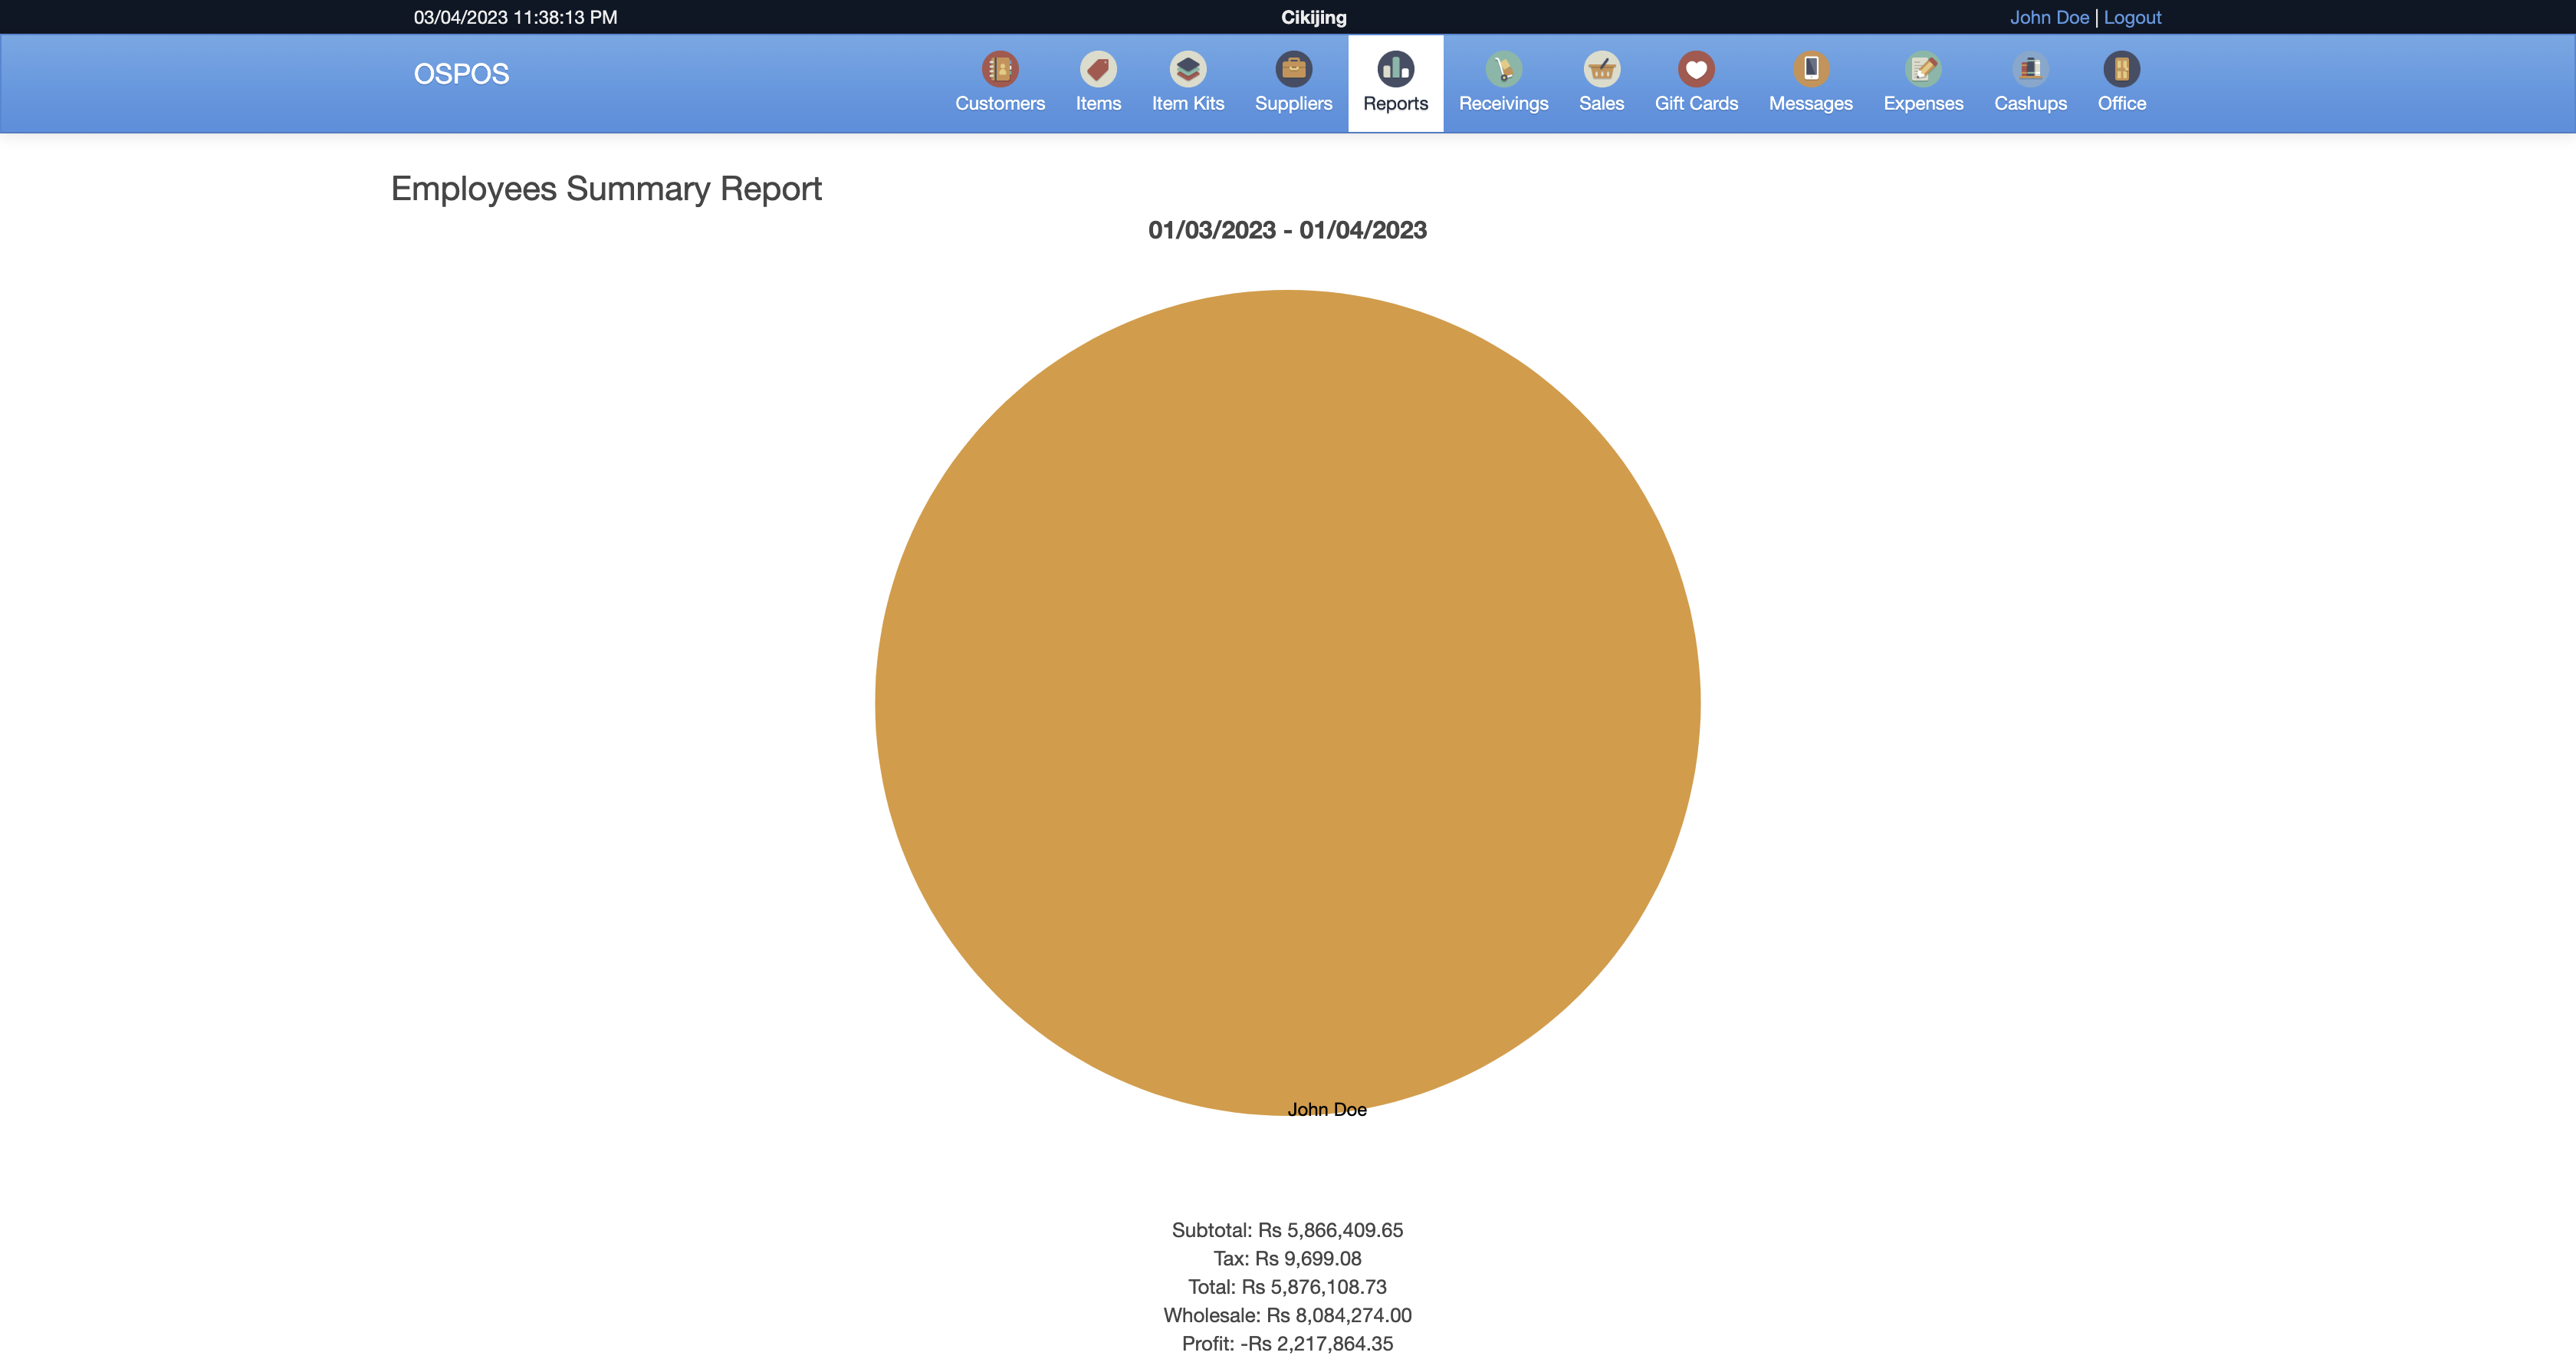 03/04/2023 11:38:13 PM
Cikijing
John Doe | Logout
OSPOS
Customers
Items
Item Kits
Suppliers
Reports
Receivings
Sales
Gift Cards
Messages
Expenses
Cashups
Office
Employees Summary Report
01/03/2023 - 01/04/2023
John Doe
Subtotal: Rs 5,866,409.65
Tax: Rs 9,699.08
Total: Rs 5,876,108.73
Wholesale: Rs 8,084,274.00
Profit: -Rs 2,217,864.35